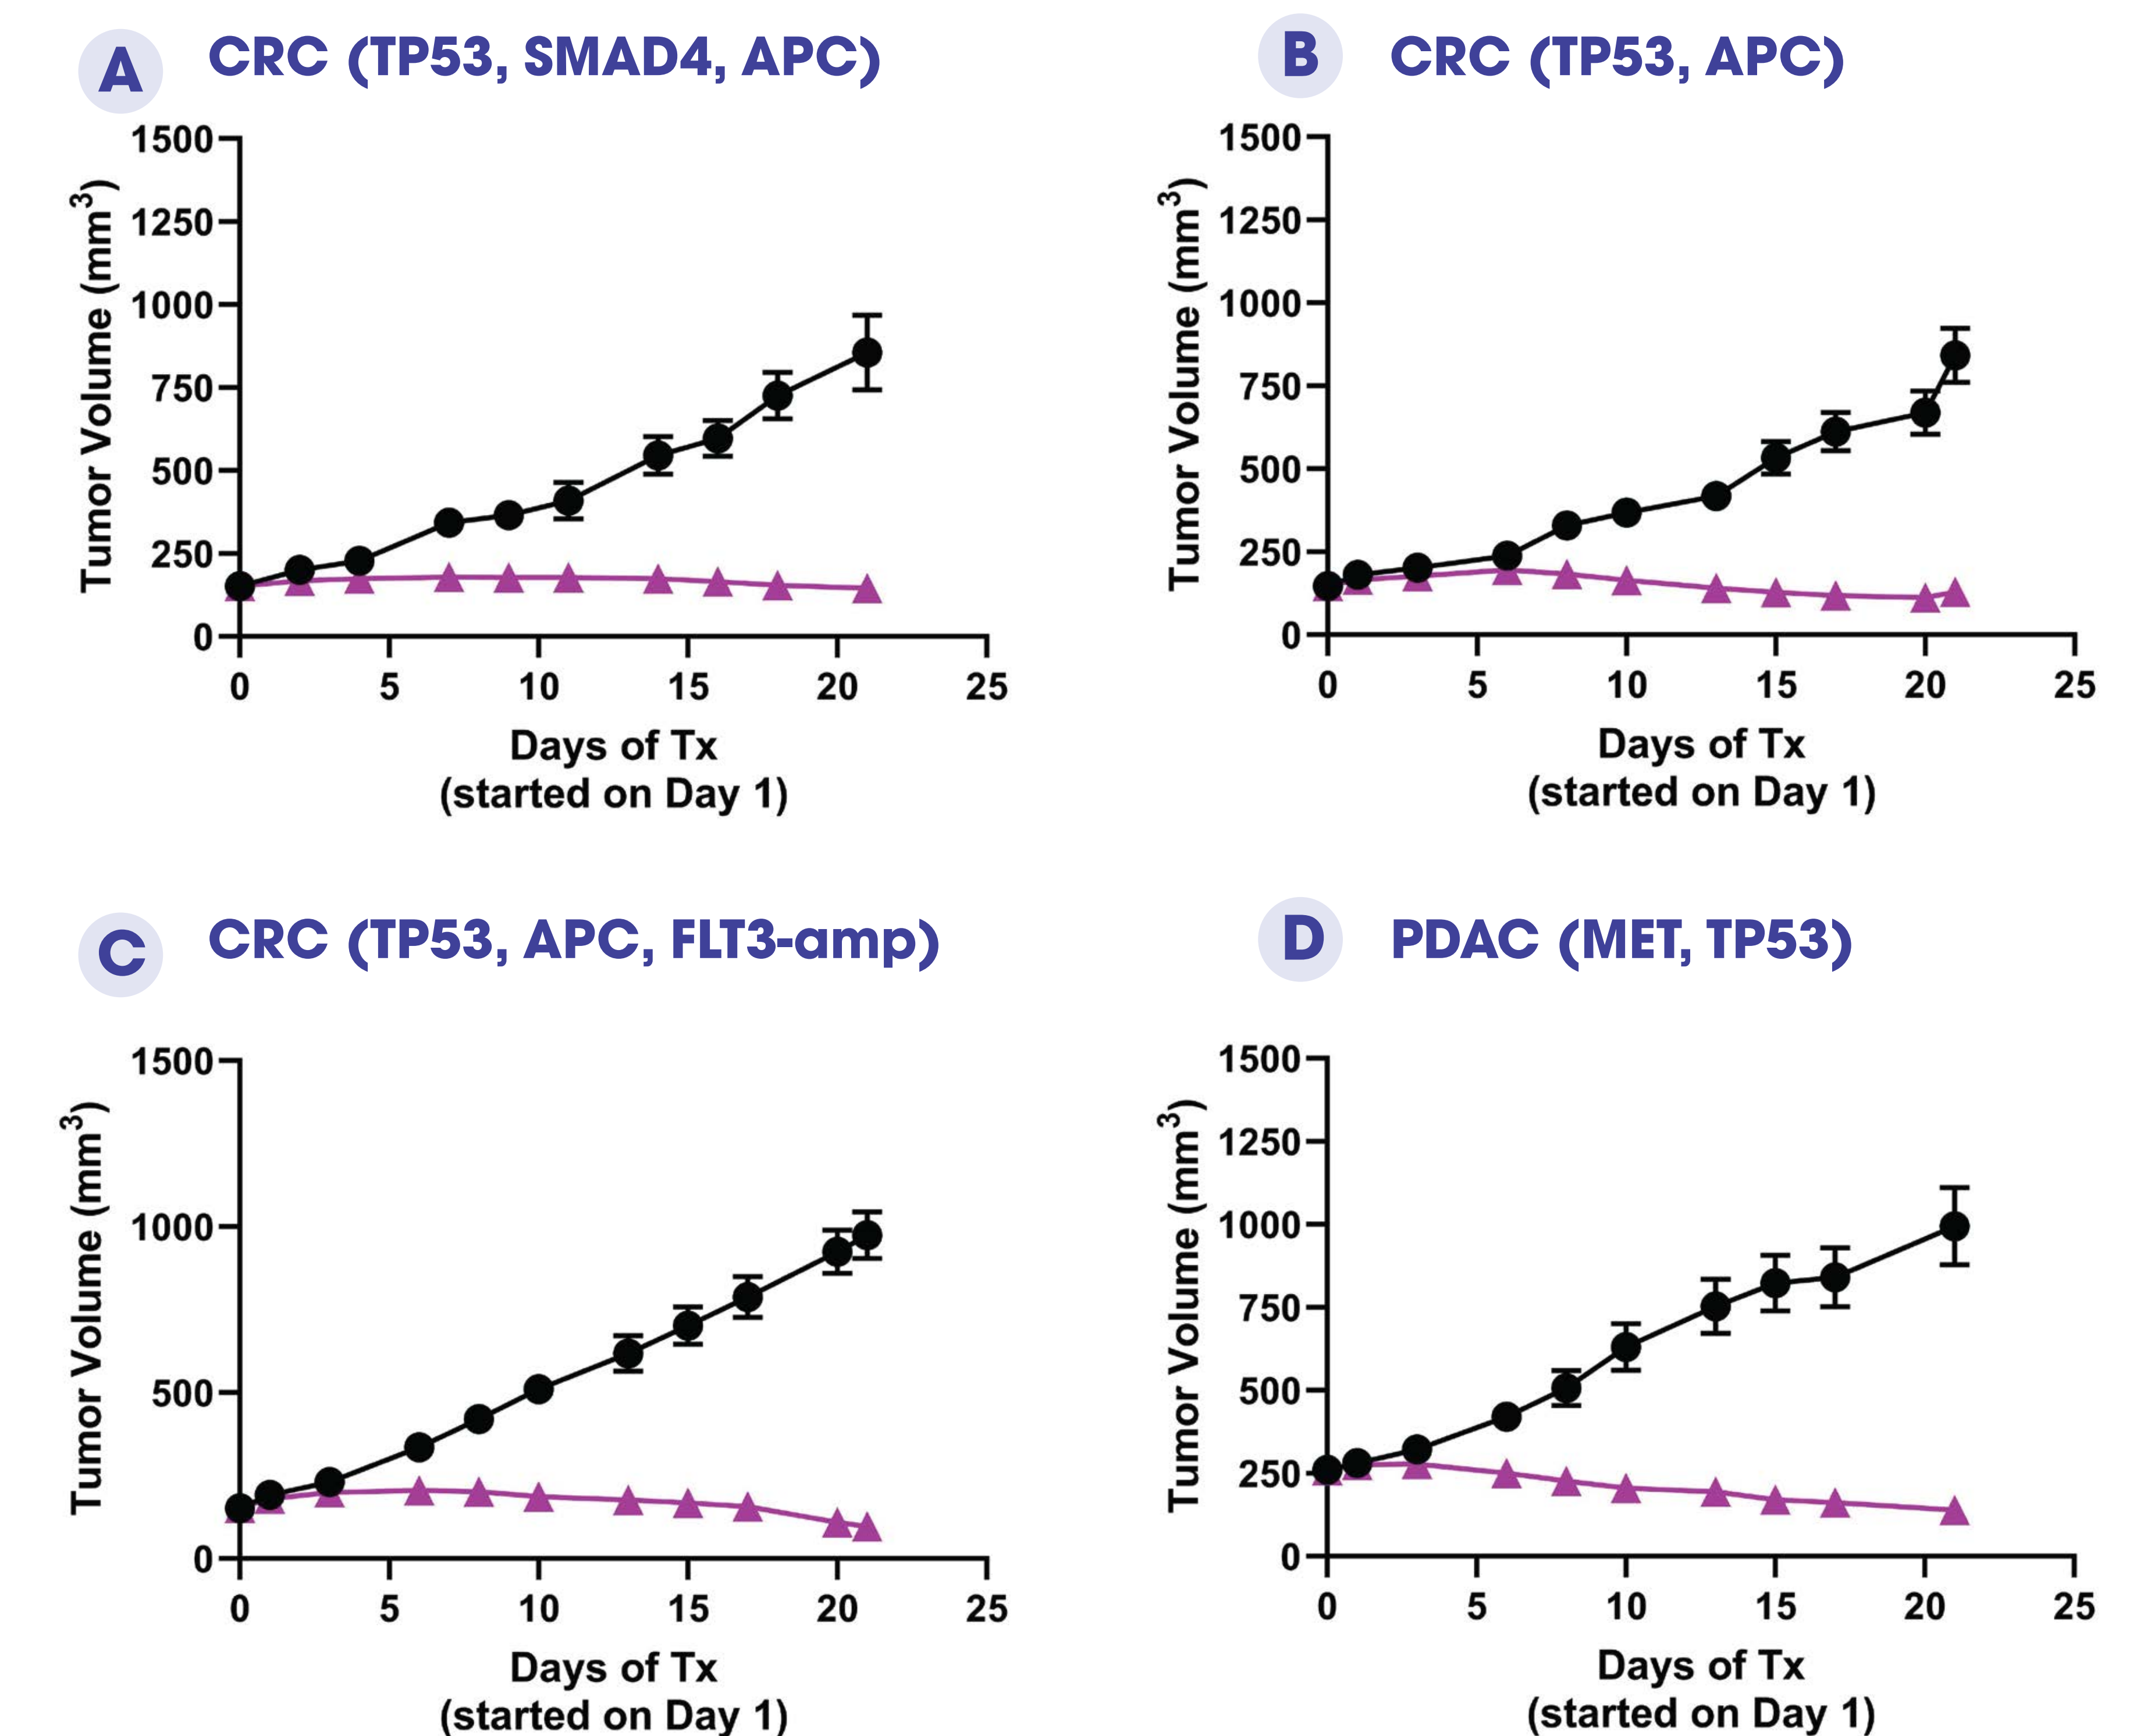 A CRC (TP53, SMAD4, APC)
Tumor Volume (mm³)
1500
1250
1000
750
500
250
0
0 5 10 15 20 25
Days of Tx
(started on Day 1)
B CRC (TP53, APC)
Tumor Volume (mm³)
1500
1250
1000
750
500
250
0
0 5 10 15 20 25
Days of Tx
(started on Day 1)
C CRC (TP53, APC, FLT3-amp)
Tumor Volume (mm³)
1500
1000
500
0
0 5 10 15 20 25
Days of Tx
(started on Day 1)
D PDAC (MET, TP53)
Tumor Volume (mm³)
1500
1250
1000
750
500
250
0
0 5 10 15 20 25
Days of Tx
(started on Day 1)